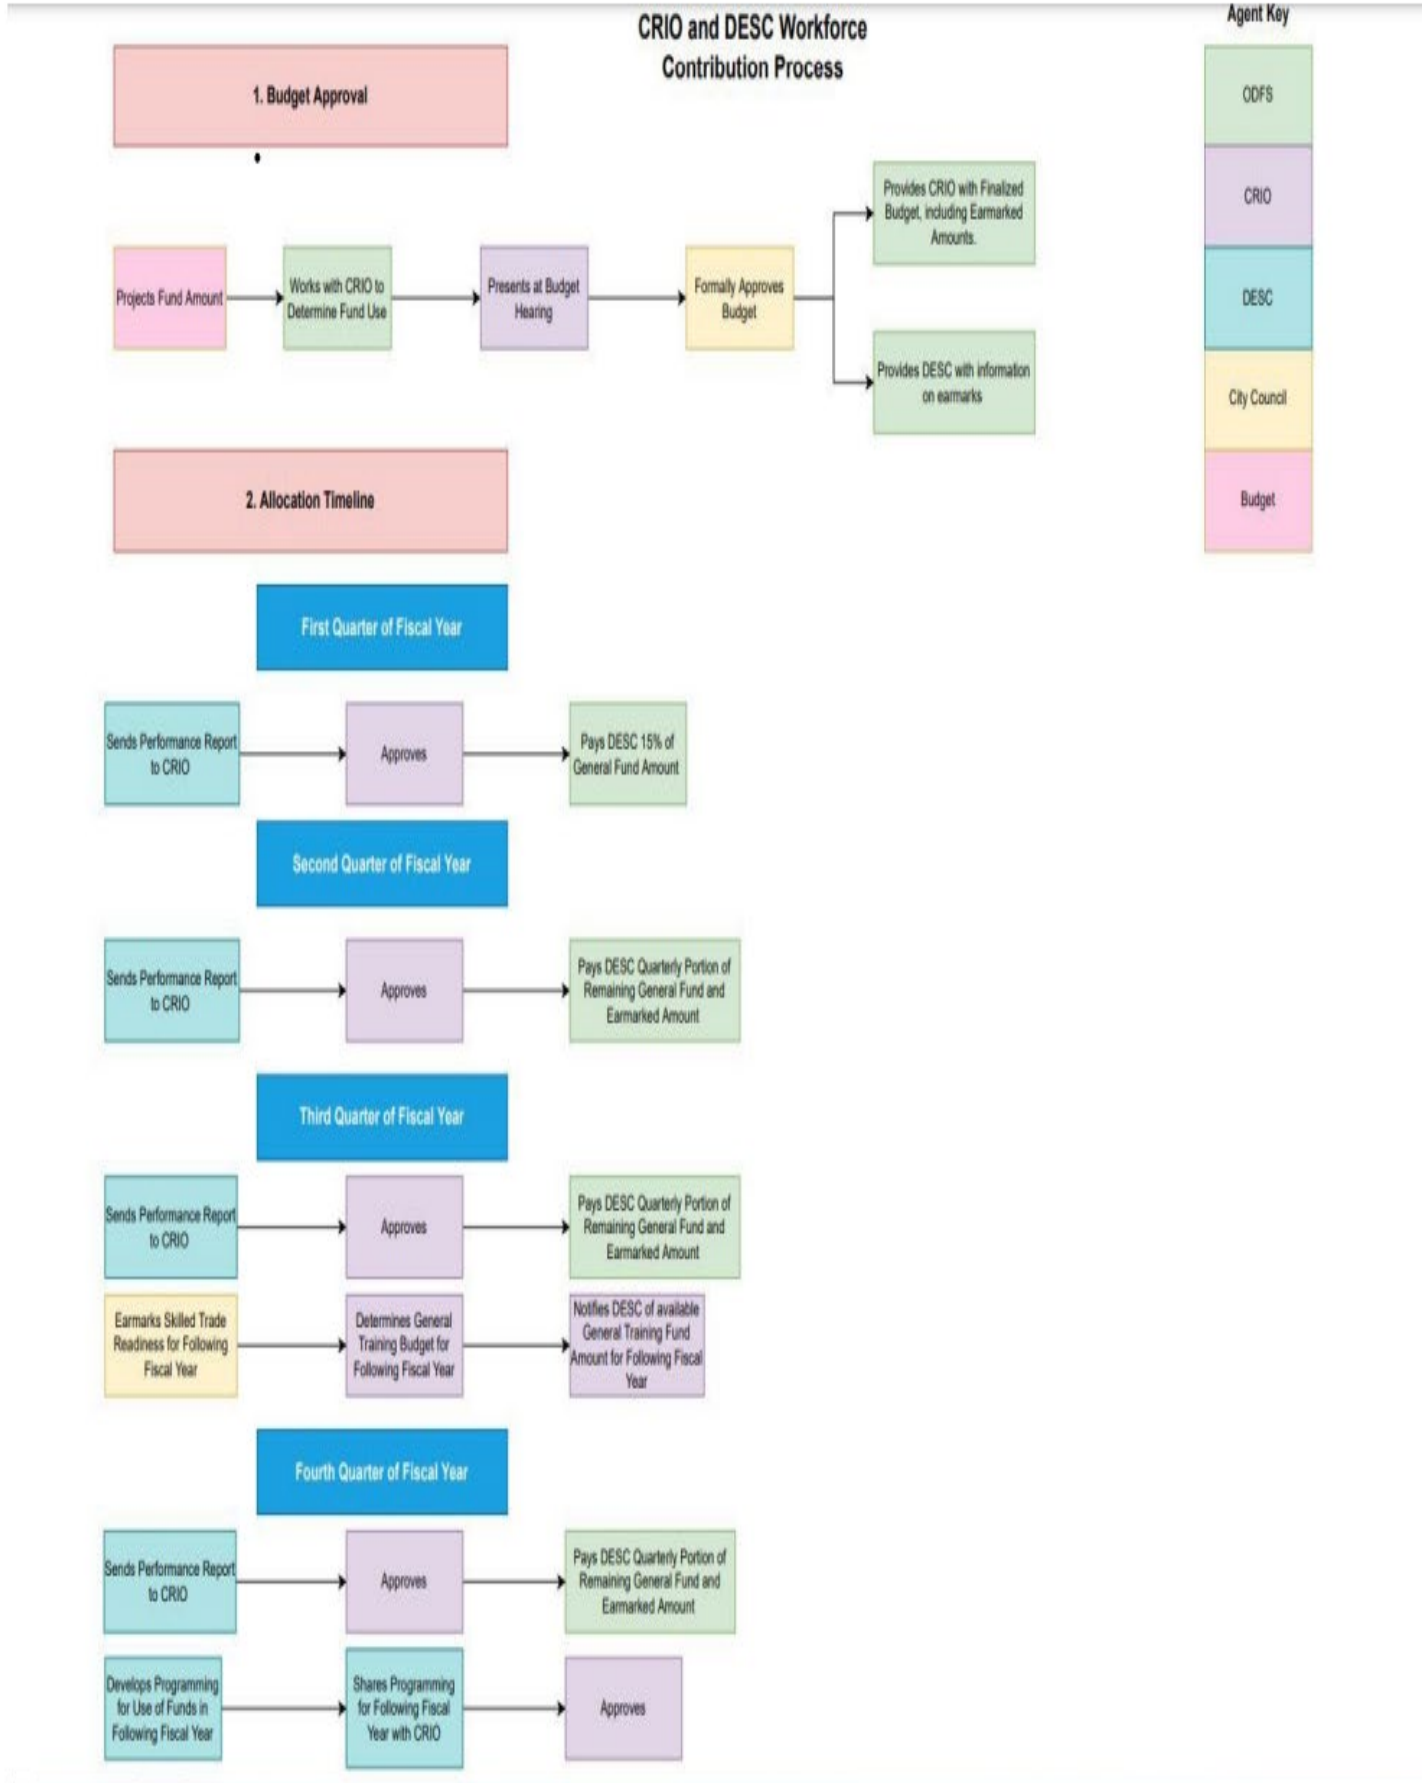 CRIO and DESC Workforce
Contribution Process
Agent Key
ODFS
CRIO
DESC
City Council
Budget
1. Budget Approval
Projects Fund Amount
Works with CRIO to
Determine Fund Use
Presents at Budget
Hearing
Formally Approves
Budget
Provides CRIO with Finalized
Budget, including Earmarked
Amounts.
Provides DESC with information
on earmarks
2. Allocation Timeline
First Quarter of Fiscal Year
Sends Performance Report
to CRIO
Approves
Pays DESC 15% of
General Fund Amount
Second Quarter of Fiscal Year
Sends Performance Report
to CRIO
Approves
Pays DESC Quarterly Portion of
Remaining General Fund and
Earmarked Amount
Third Quarter of Fiscal Year
Sends Performance Report
to CRIO
Approves
Pays DESC Quarterly Portion of
Remaining General Fund and
Earmarked Amount
Earmarks Skilled Trade
Readiness for Following
Fiscal Year
Determines General
Training Budget for
Following Fiscal Year
Notifies DESC of available
General Training Fund
Amount for Following Fiscal
Year
Fourth Quarter of Fiscal Year
Sends Performance Report
to CRIO
Approves
Pays DESC Quarterly Portion of
Remaining General Fund and
Earmarked Amount
Develops Programming
for Use of Funds in
Following Fiscal Year
Shares Programming
for Following Fiscal
Year with CRIO
Approves